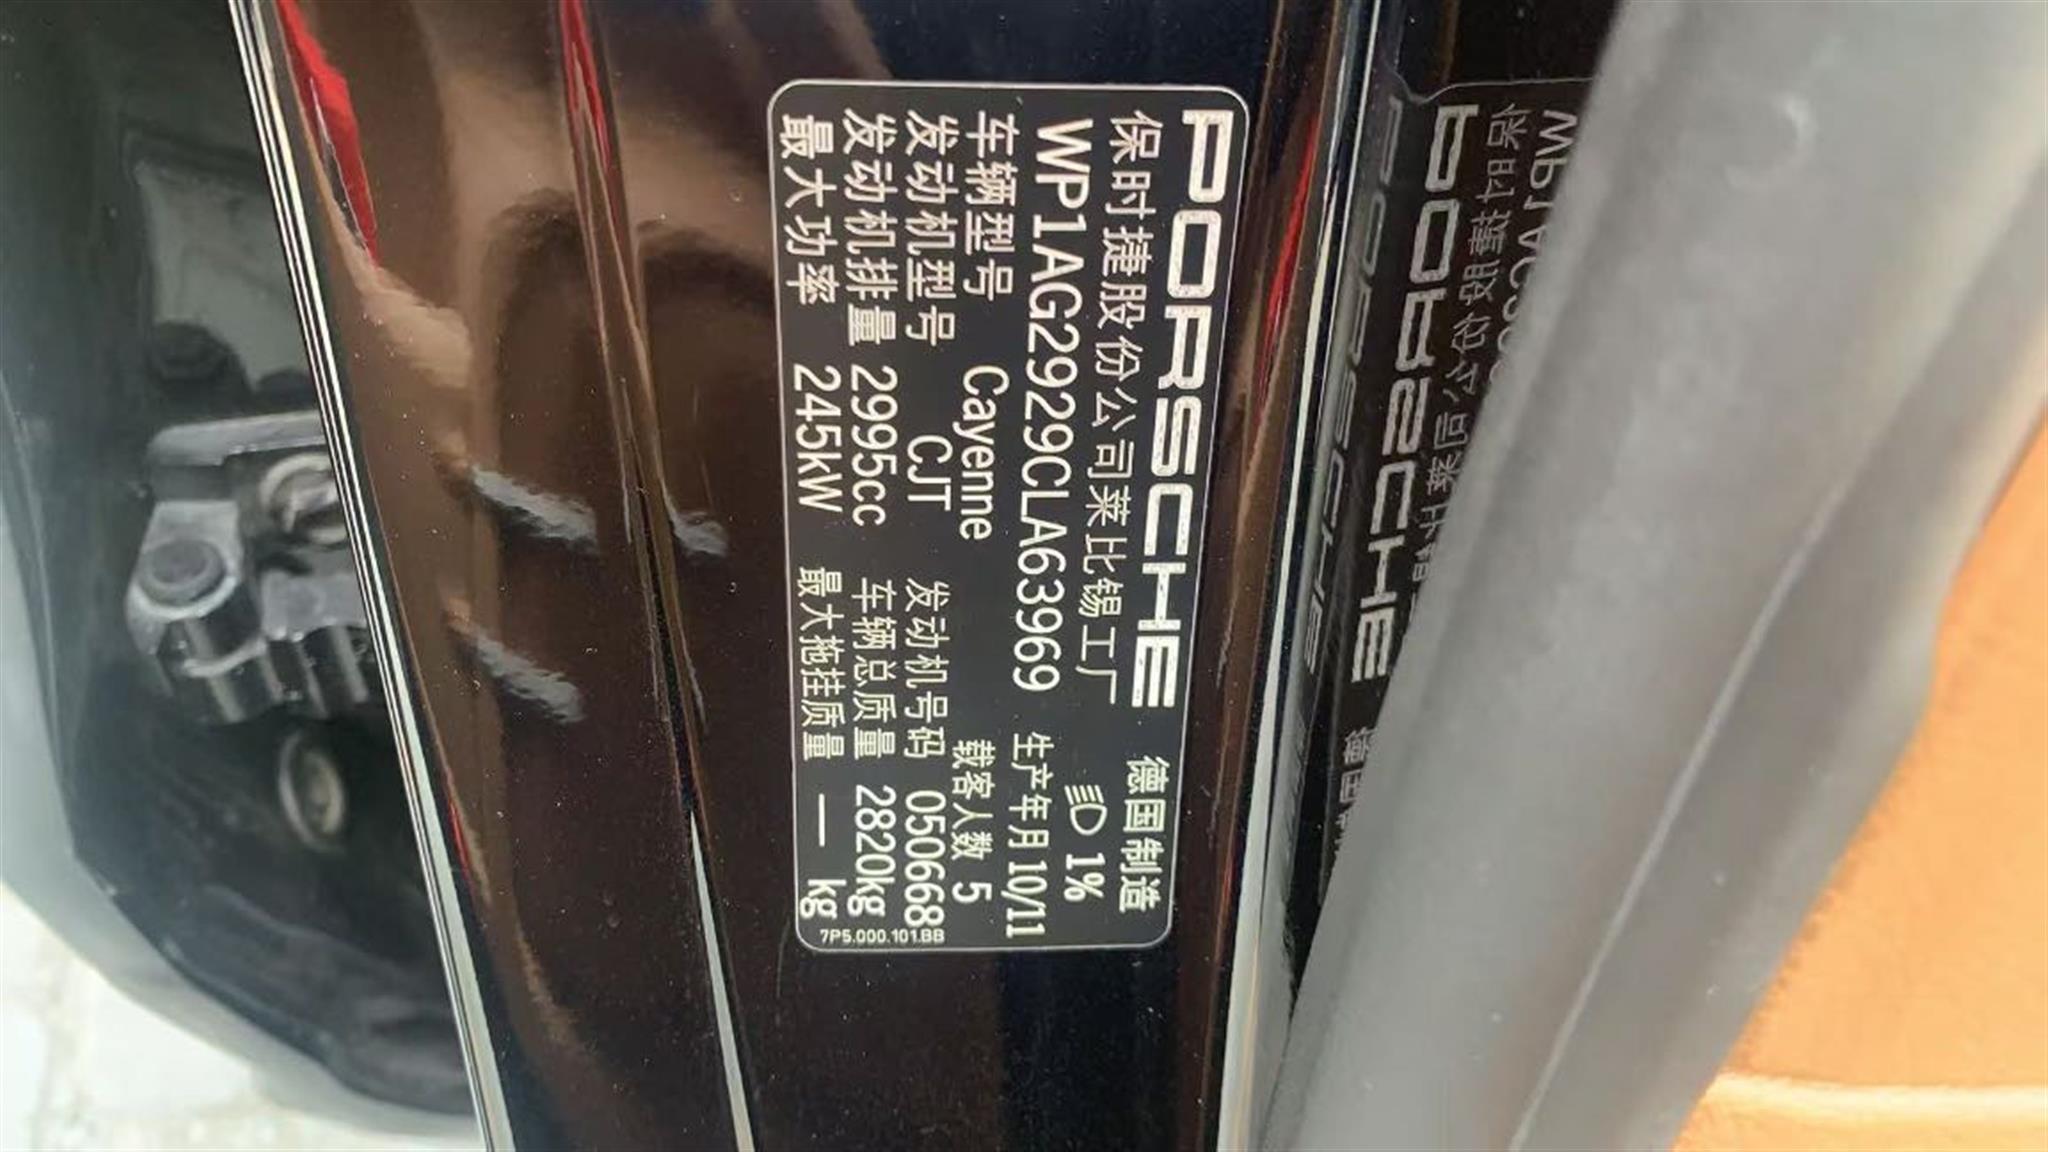 PORSCHE
保时捷股份公司莱比锡工厂 德国制造
WP1AG2929CLA63969 1%
生产年月 10/11
车辆型号 Cayenne 载客人数 5
发动机型号 CJT 发动机号码 050668
发动机排量 2995cc 车辆总质量 2820kg
最大功率 245kW 最大拖挂质量 — kg
7P5.000.101.BB